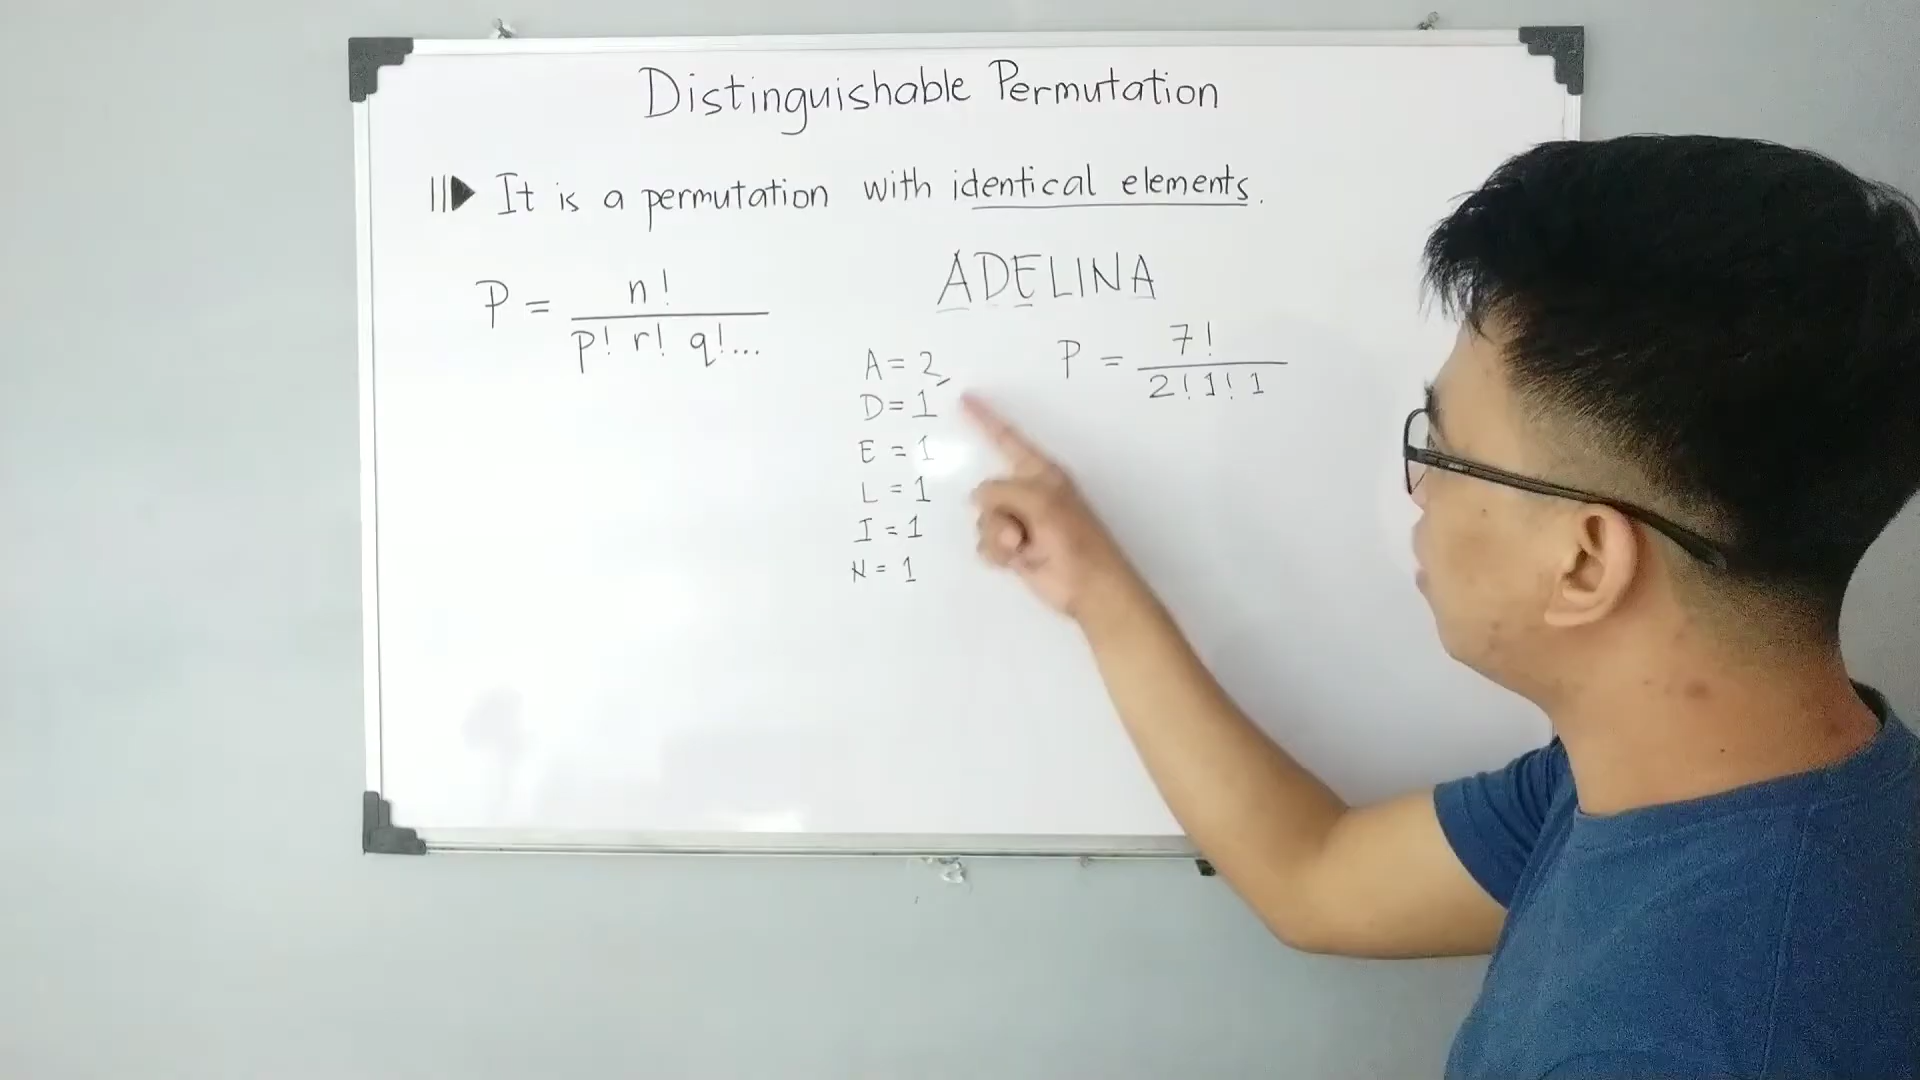 Distinguishable Permutation
It is a permutation with identical elements.
P = n! / p! r! q!...
ADELINA
A = 2
D = 1
E = 1
L = 1
I = 1
N = 1
P = 7! / 2! 1! 1